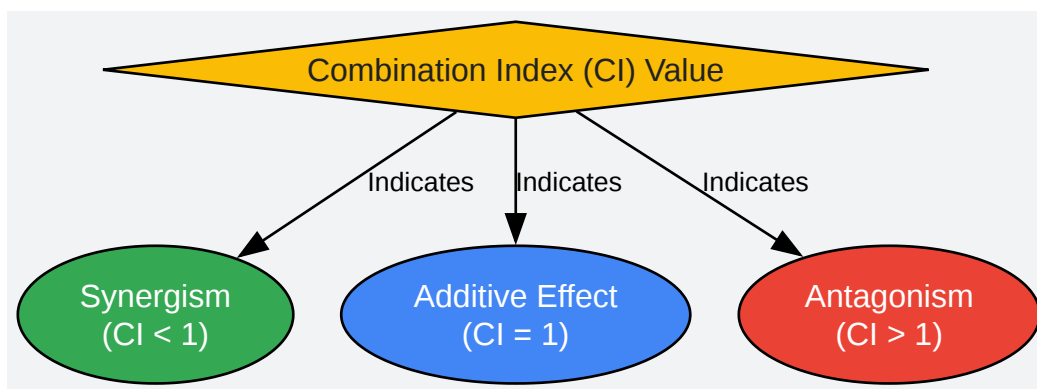 Combination Index (CI) Value
Indicates
Indicates
Indicates
Synergism
(CI < 1)
Additive Effect
(CI = 1)
Antagonism
(CI > 1)